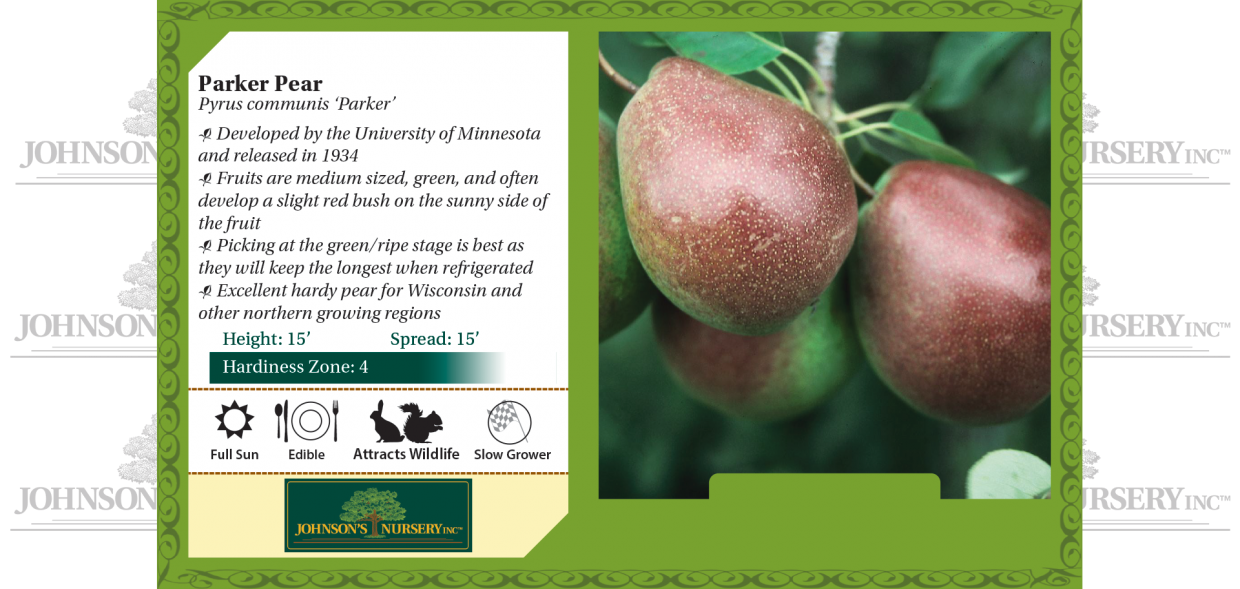 Parker Pear
Pyrus communis ‘Parker’
Developed by the University of Minnesota
and released in 1934
Fruits are medium sized, green, and often
develop a slight red bush on the sunny side of
the fruit
Picking at the green/ripe stage is best as
they will keep the longest when refrigerated
Excellent hardy pear for Wisconsin and
other northern growing regions
Height: 15’ Spread: 15’
Hardiness Zone: 4
Full Sun Edible Attracts Wildlife Slow Grower
JOHNSON'S NURSERY INC™
JOHNSON
JOHNSON
JOHNSON
URSERY INC™
URSERY INC™
URSERY INC™